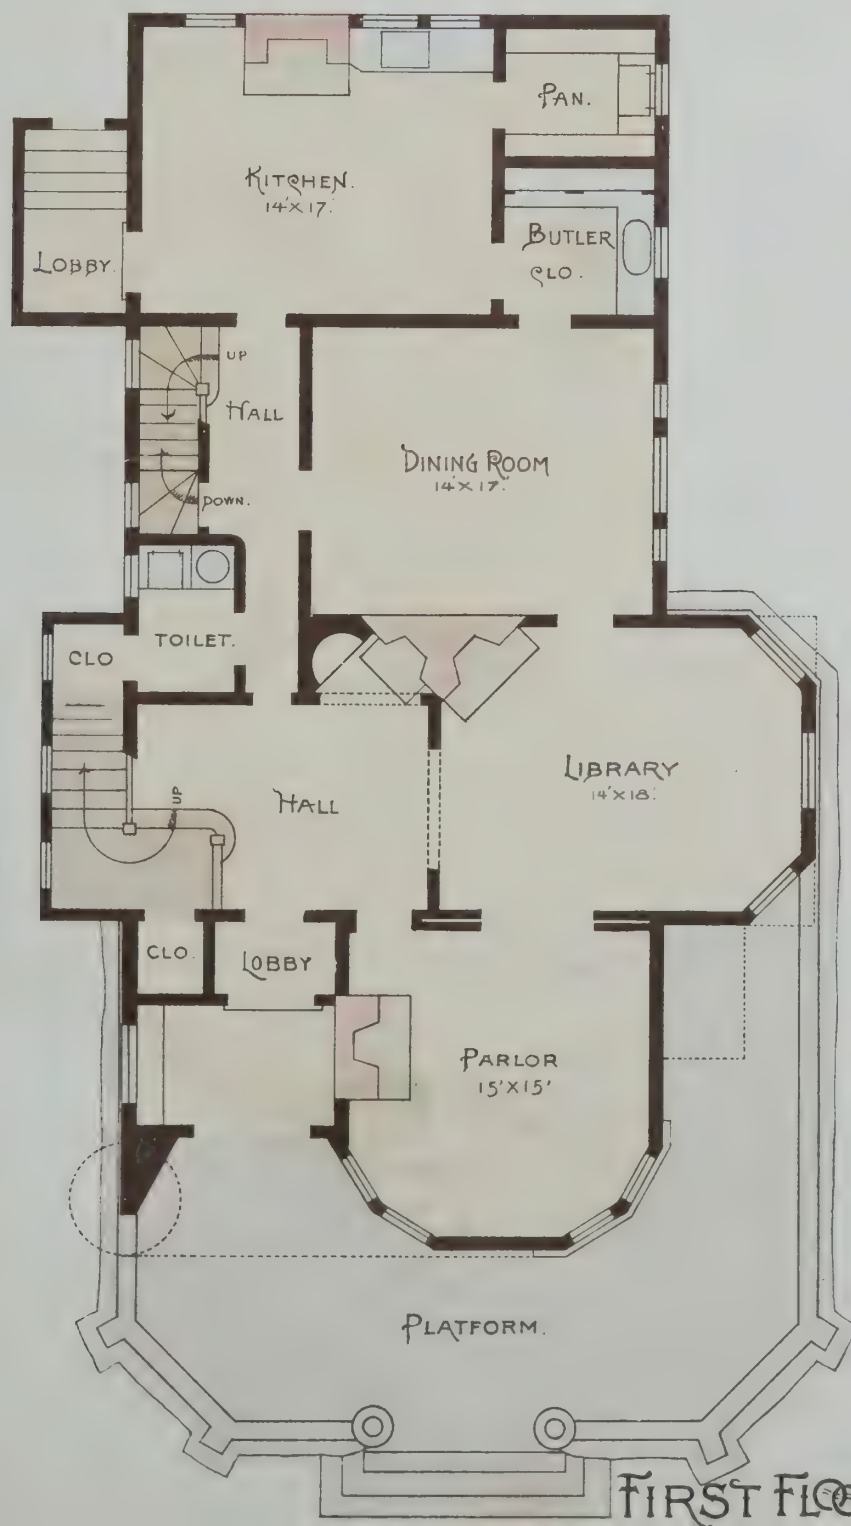 PAN.
KITCHEN.
14'X17'.
LOBBY.
BUTLER
CLO.
UP
HALL
DINING ROOM
14'X17'.
DOWN.
TOILET.
CLO
LIBRARY
14'X18'.
UP
HALL
CLO.
LOBBY
PARLOR
15'X15'
PLATFORM.
FIRST FLOO